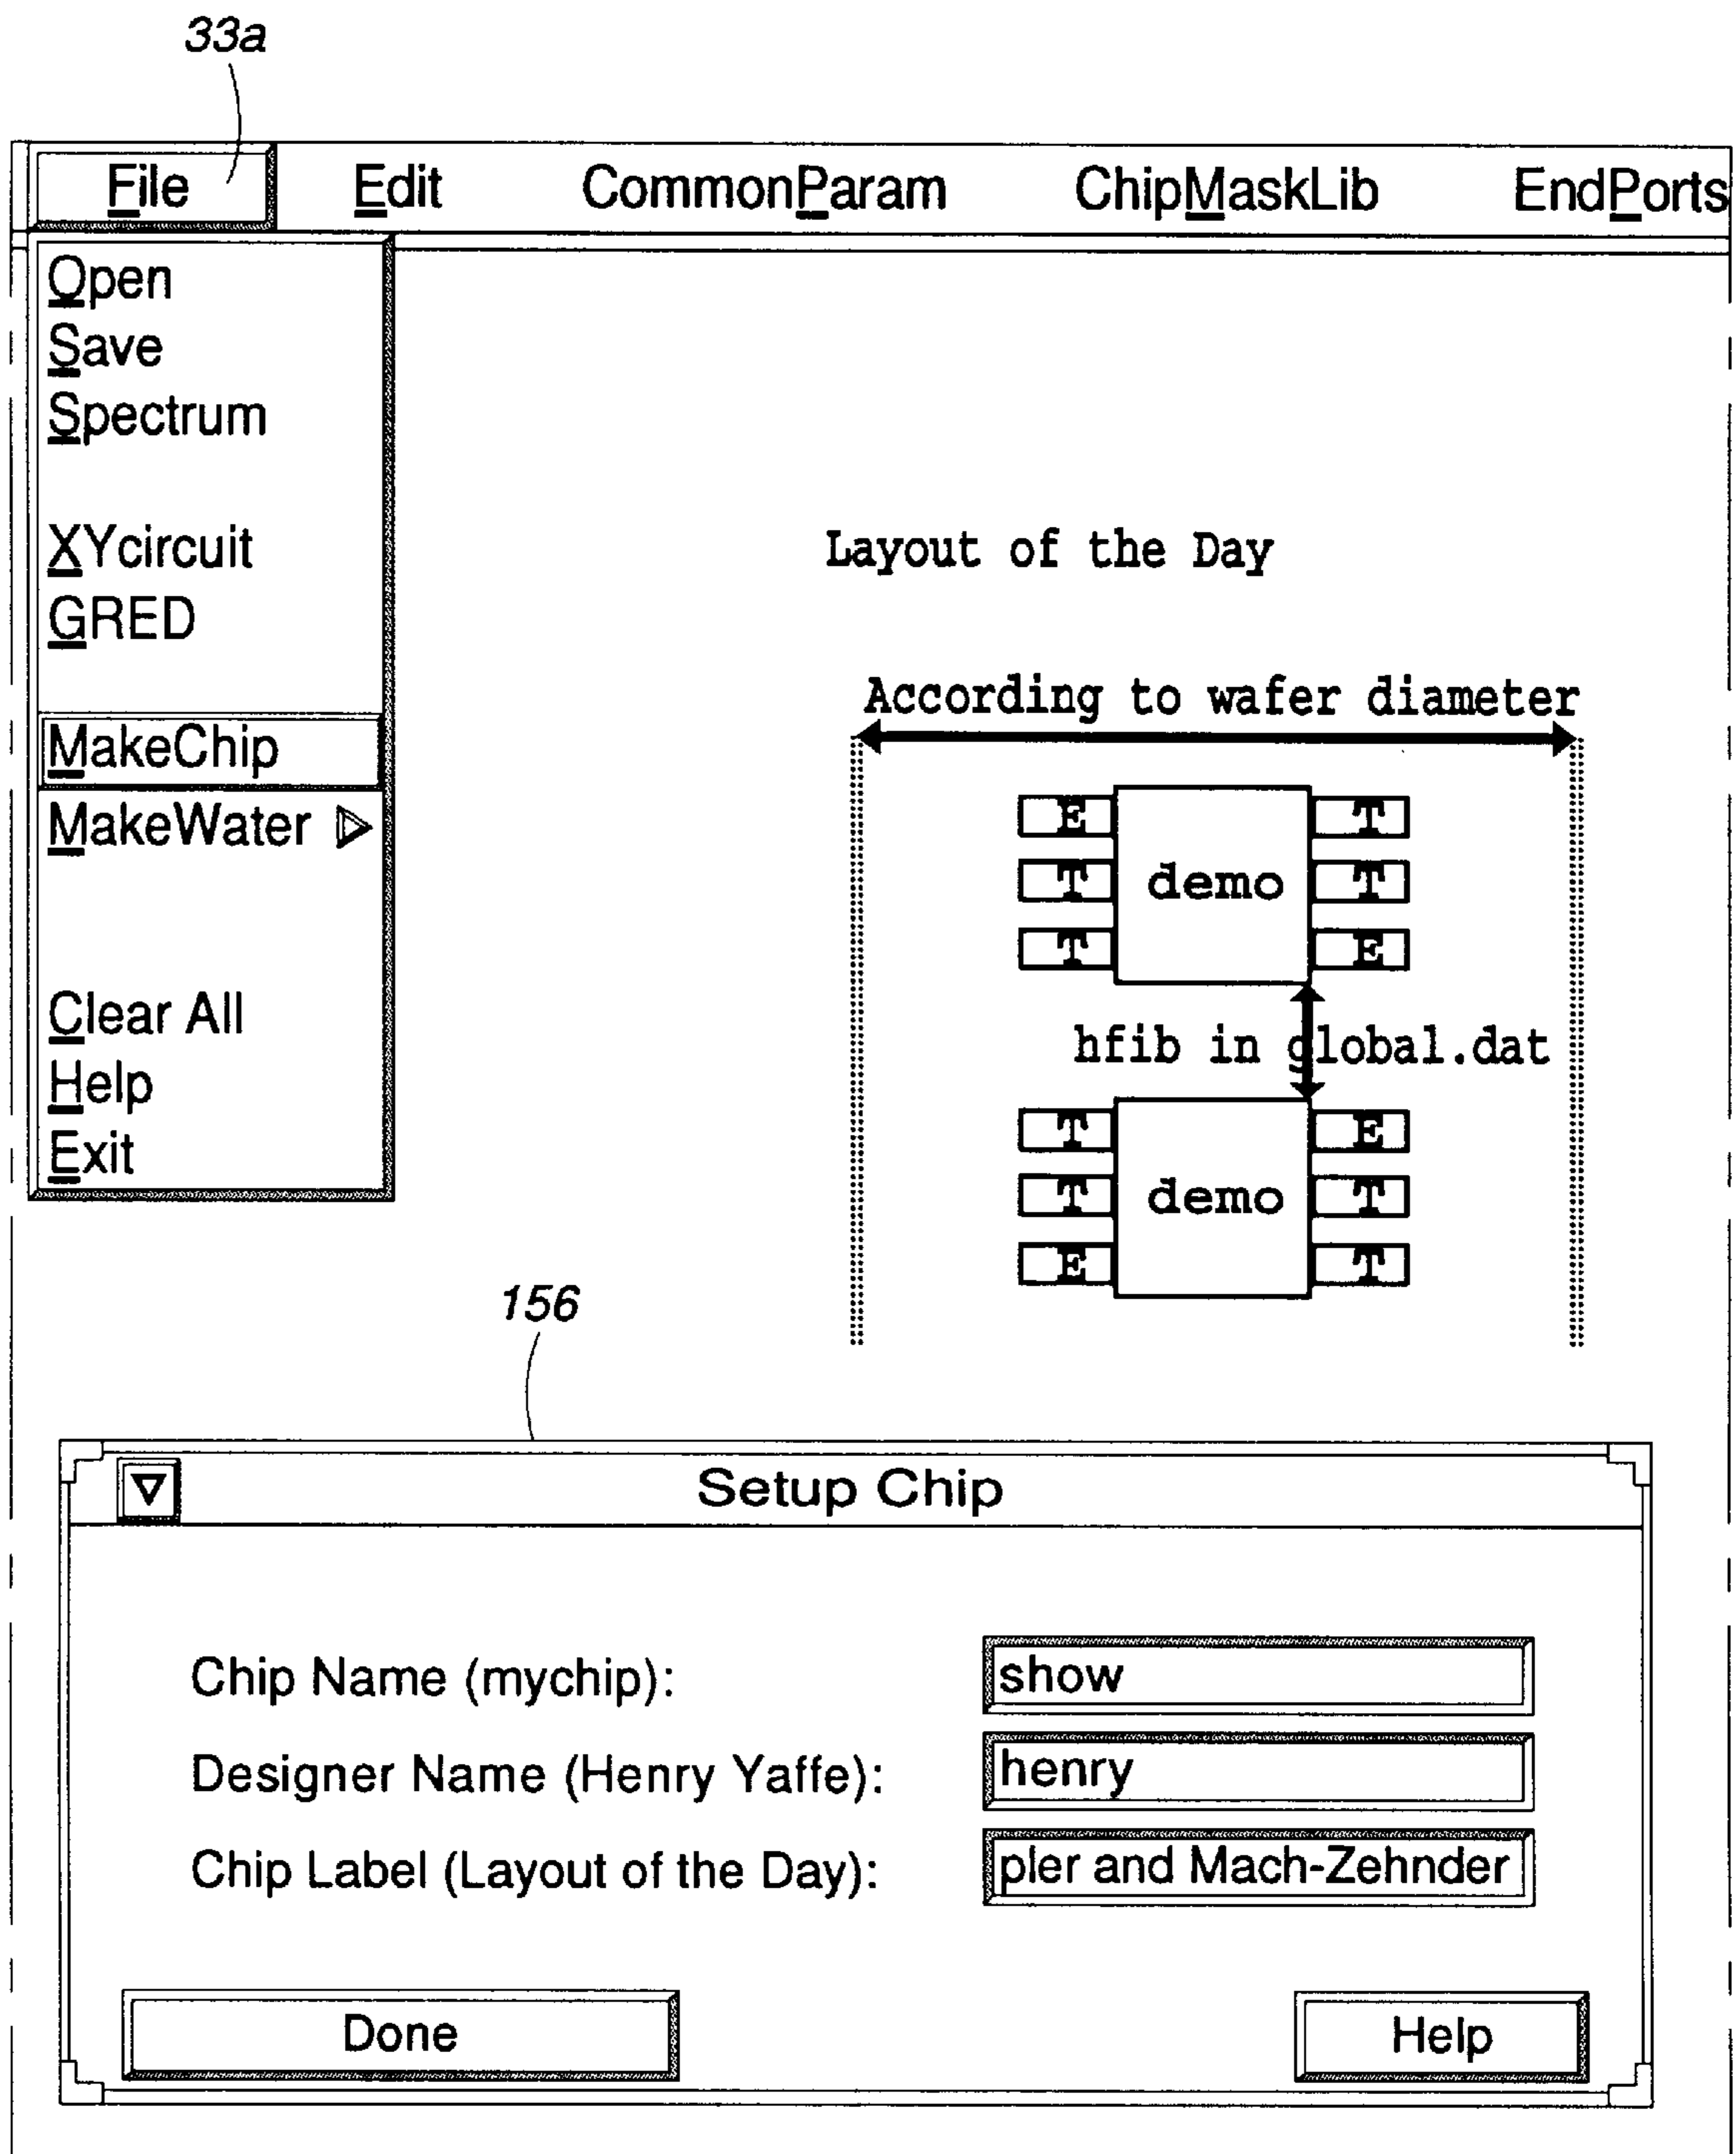 33a
File Edit CommonParam ChipMaskLib EndPorts
Open
Save
Spectrum
XYcircuit
GRED
MakeChip
MakeWater
Clear All
Help
Exit
Layout of the Day
According to wafer diameter
E T
T demo T
T E
hfib in global.dat
T E
T demo T
E T
156
Setup Chip
Chip Name (mychip): show
Designer Name (Henry Yaffe): henry
Chip Label (Layout of the Day): pler and Mach-Zehnder
Done Help